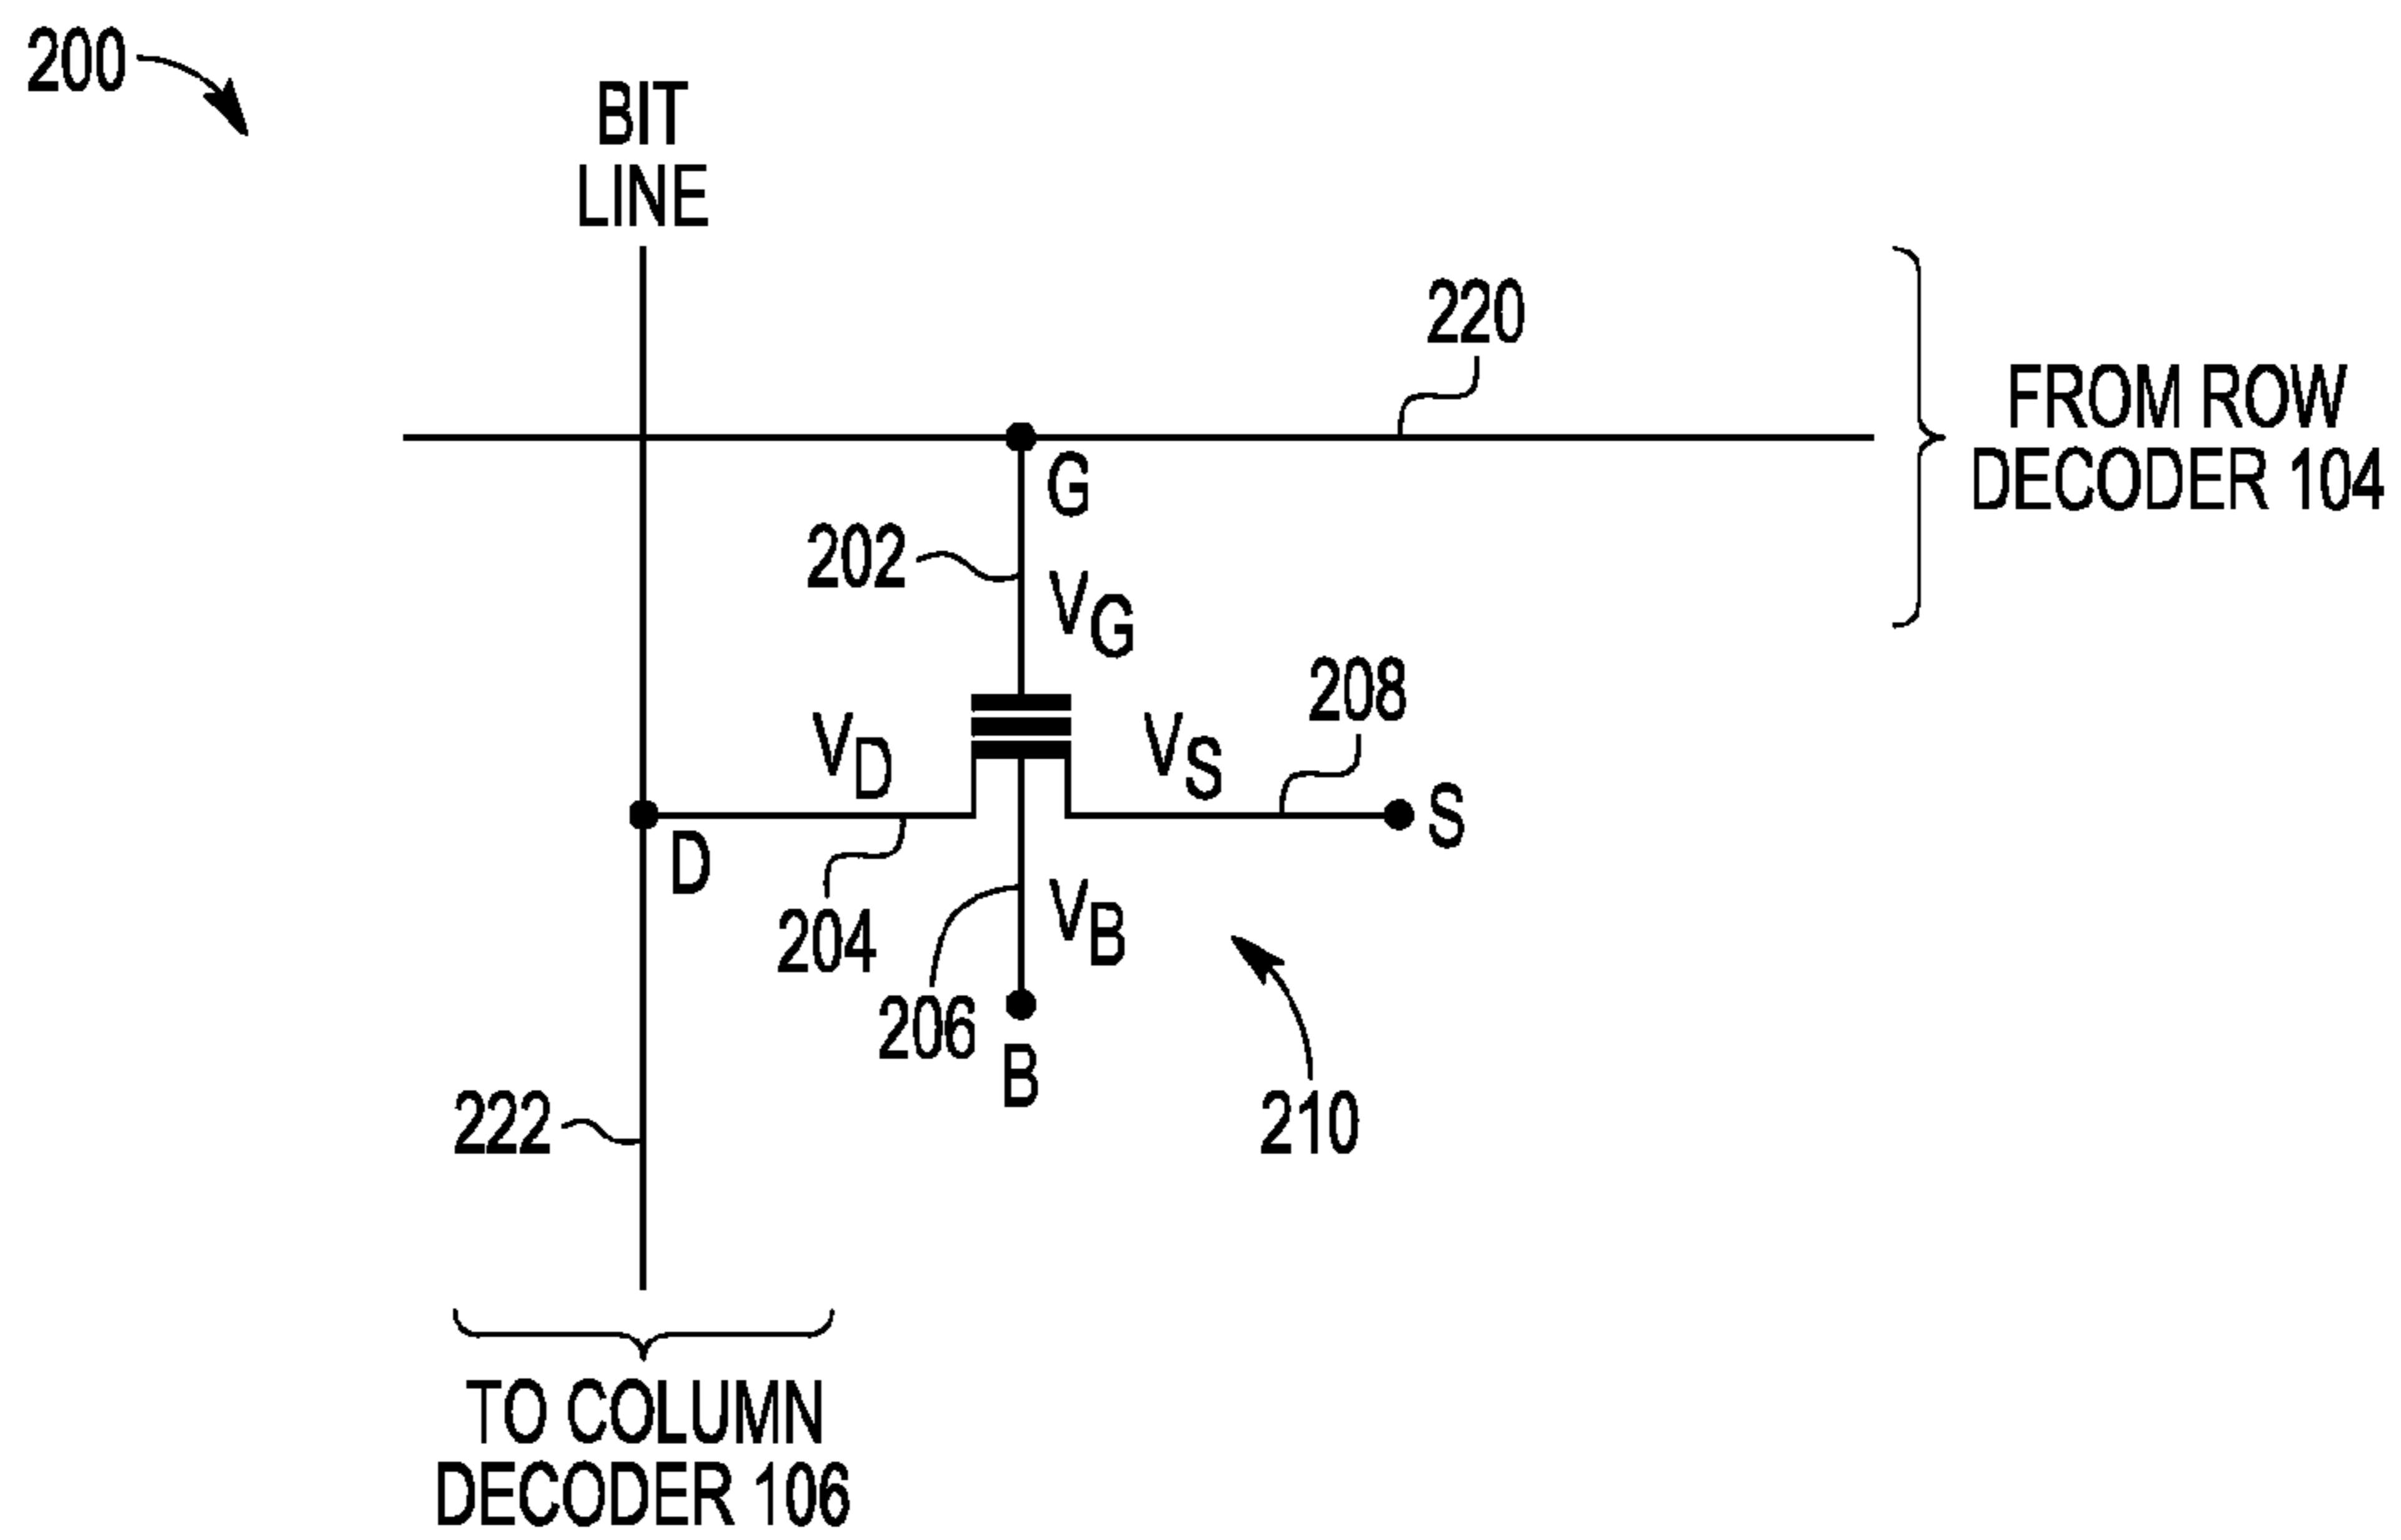 200
BIT
LINE
220
FROM ROW
DECODER 104
G
202
VG
208
VD
VS
S
D
204
VB
206
B
222
210
TO COLUMN
DECODER 106